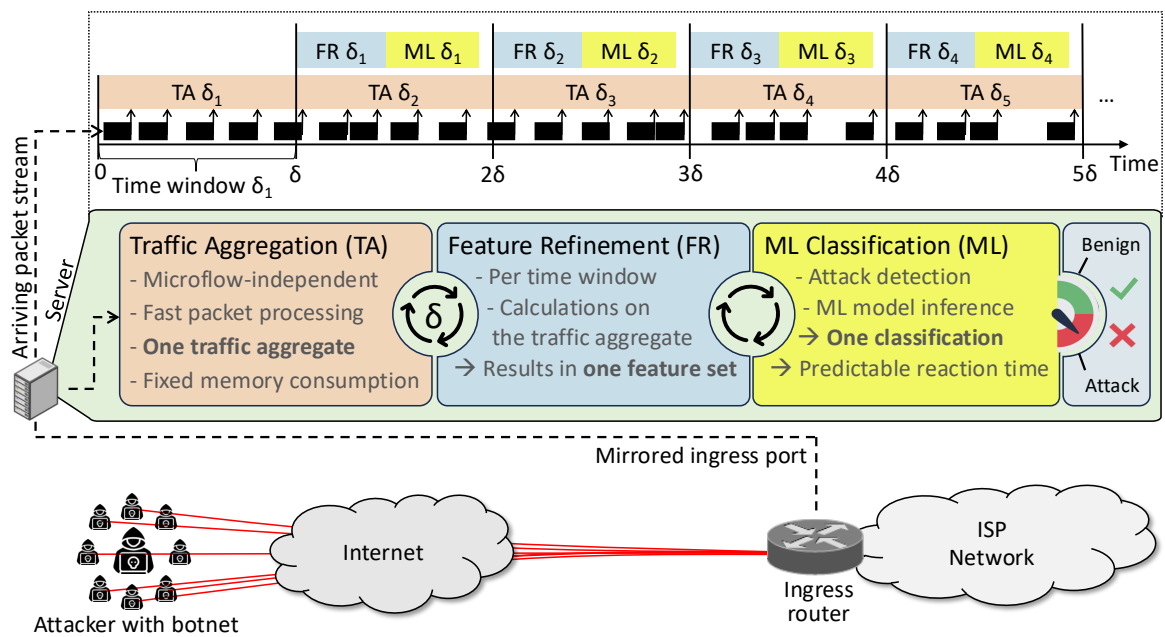 FR δ1 ML δ1 FR δ2 ML δ2 FR δ3 ML δ3 FR δ4 ML δ4
TA δ1 TA δ2 TA δ3 TA δ4 TA δ5 ...
0 δ 2δ 3δ 4δ 5δ Time
Time window δ1
Arriving packet stream
Server
Traffic Aggregation (TA)
- Microflow-independent
- Fast packet processing
- One traffic aggregate
- Fixed memory consumption
δ
Feature Refinement (FR)
- Per time window
- Calculations on
the traffic aggregate
→ Results in one feature set
ML Classification (ML)
- Attack detection
- ML model inference
→ One classification
→ Predictable reaction time
Benign
Attack
Mirrored ingress port
Internet
ISP
Network
Ingress
router
Attacker with botnet